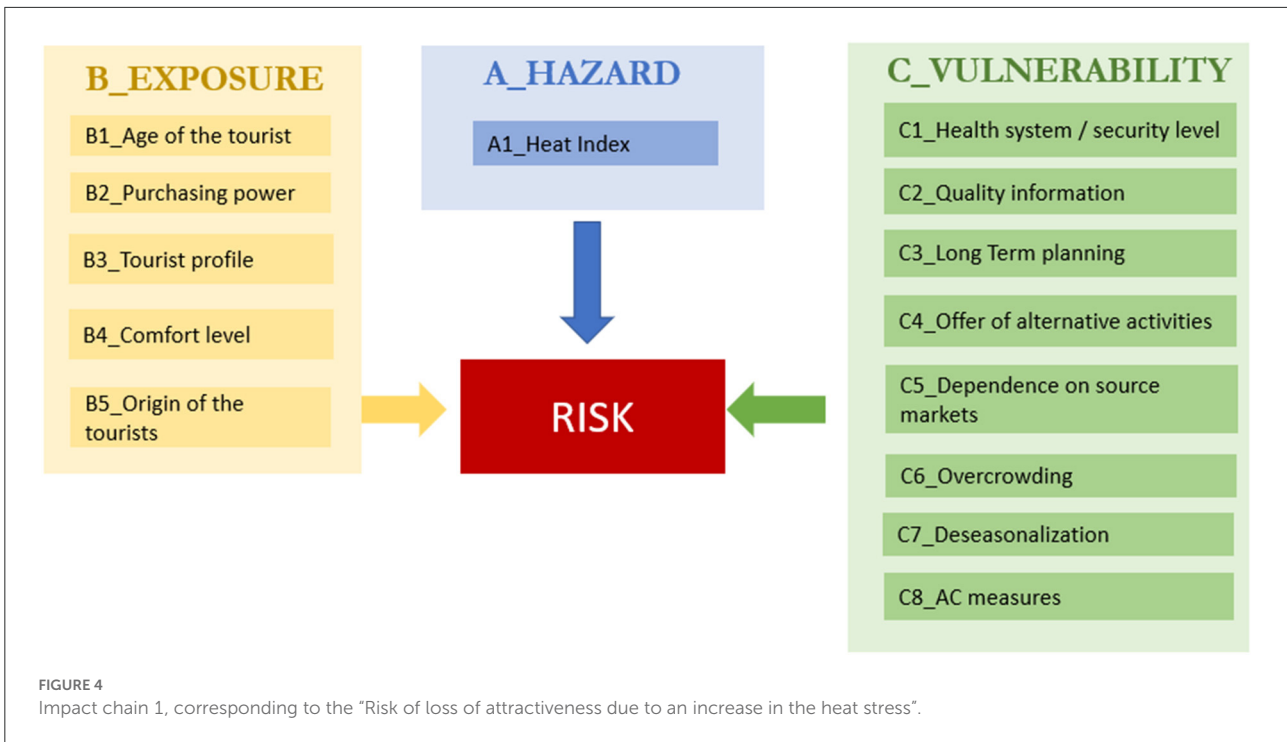 B_EXPOSURE
B1_Age of the tourist
B2_Purchasing power
B3_Tourist profile
B4_Comfort level
B5_Origin of the
tourists
A_HAZARD
A1_Heat Index
RISK
C_VULNERABILITY
C1_Health system / security level
C2_Quality information
C3_Long Term planning
C4_Offer of alternative activities
C5_Dependence on source
markets
C6_Overcrowding
C7_Deseasonalization
C8_AC measures
FIGURE 4
Impact chain 1, corresponding to the “Risk of loss of attractiveness due to an increase in the heat stress”.